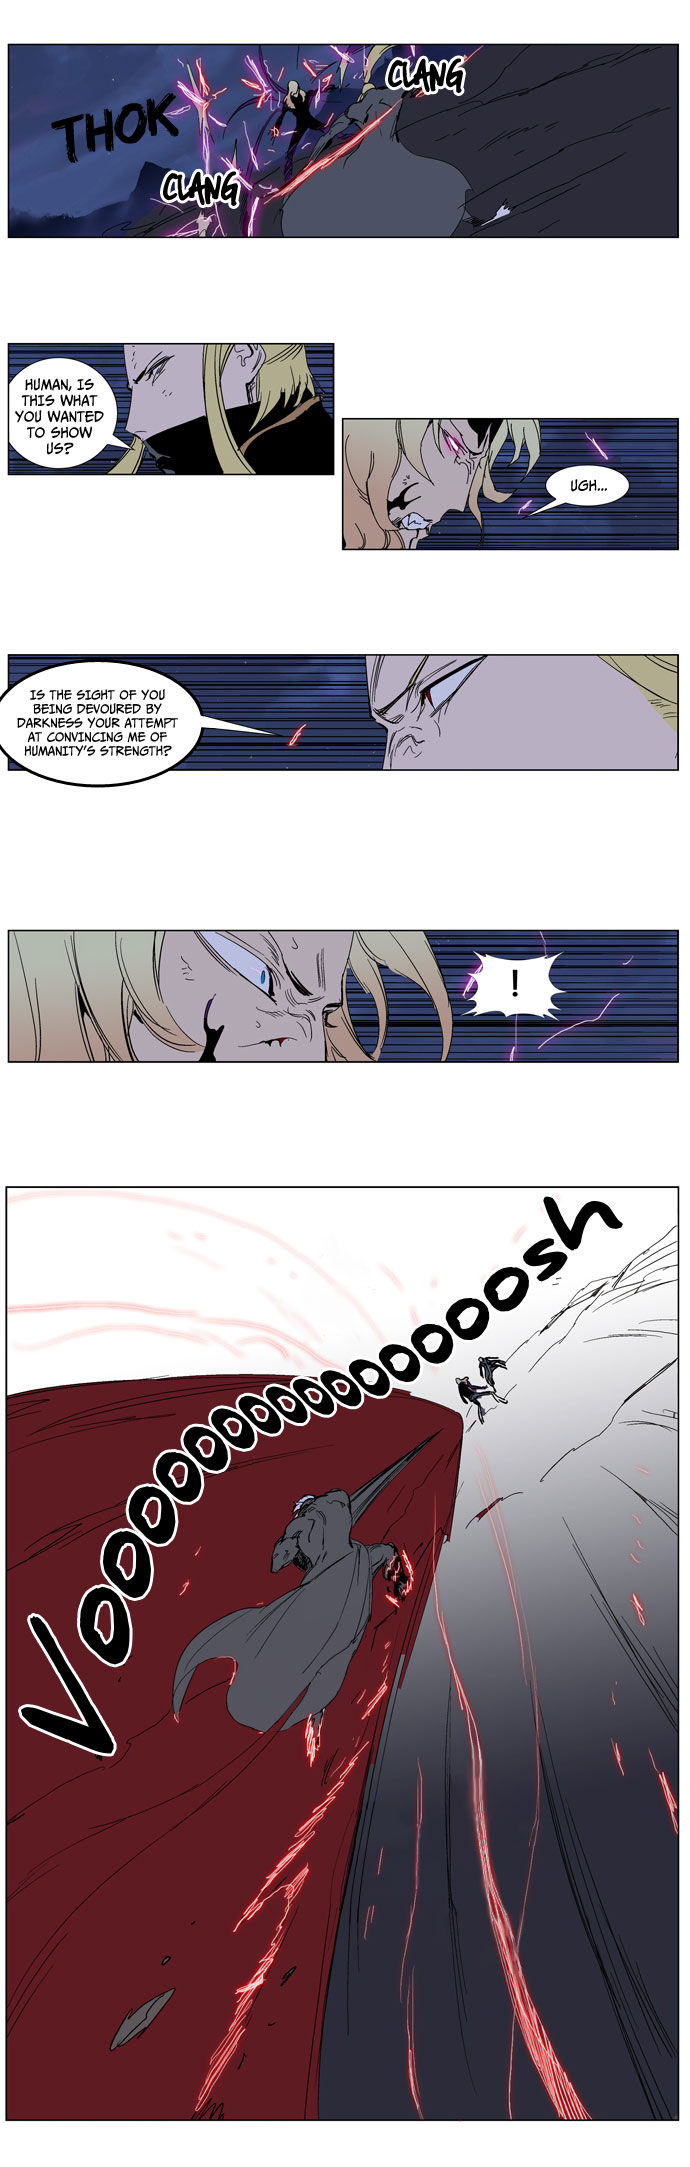 CLANG
THOK
CLANG
HUMAN, IS
THIS WHAT
YOU WANTED
TO SHOW
US?
UGH...
IS THE SIGHT OF YOU
BEING DEVOURED BY
DARKNESS YOUR ATTEMPT
AT CONVINCING ME OF
HUMANITY'S STRENGTH?
!
Voooooooooooooosh